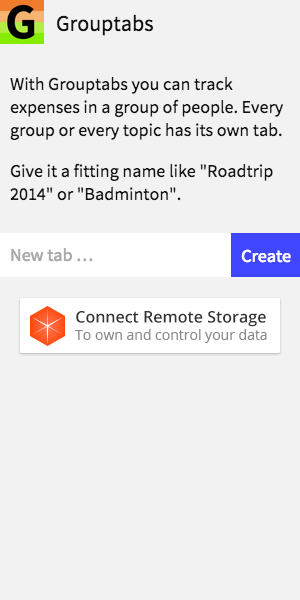 G Grouptabs
With Grouptabs you can track
expenses in a group of people. Every
group or every topic has its own tab.
Give it a fitting name like "Roadtrip
2014" or "Badminton".
New tab …
Create
Connect Remote Storage
To own and control your data